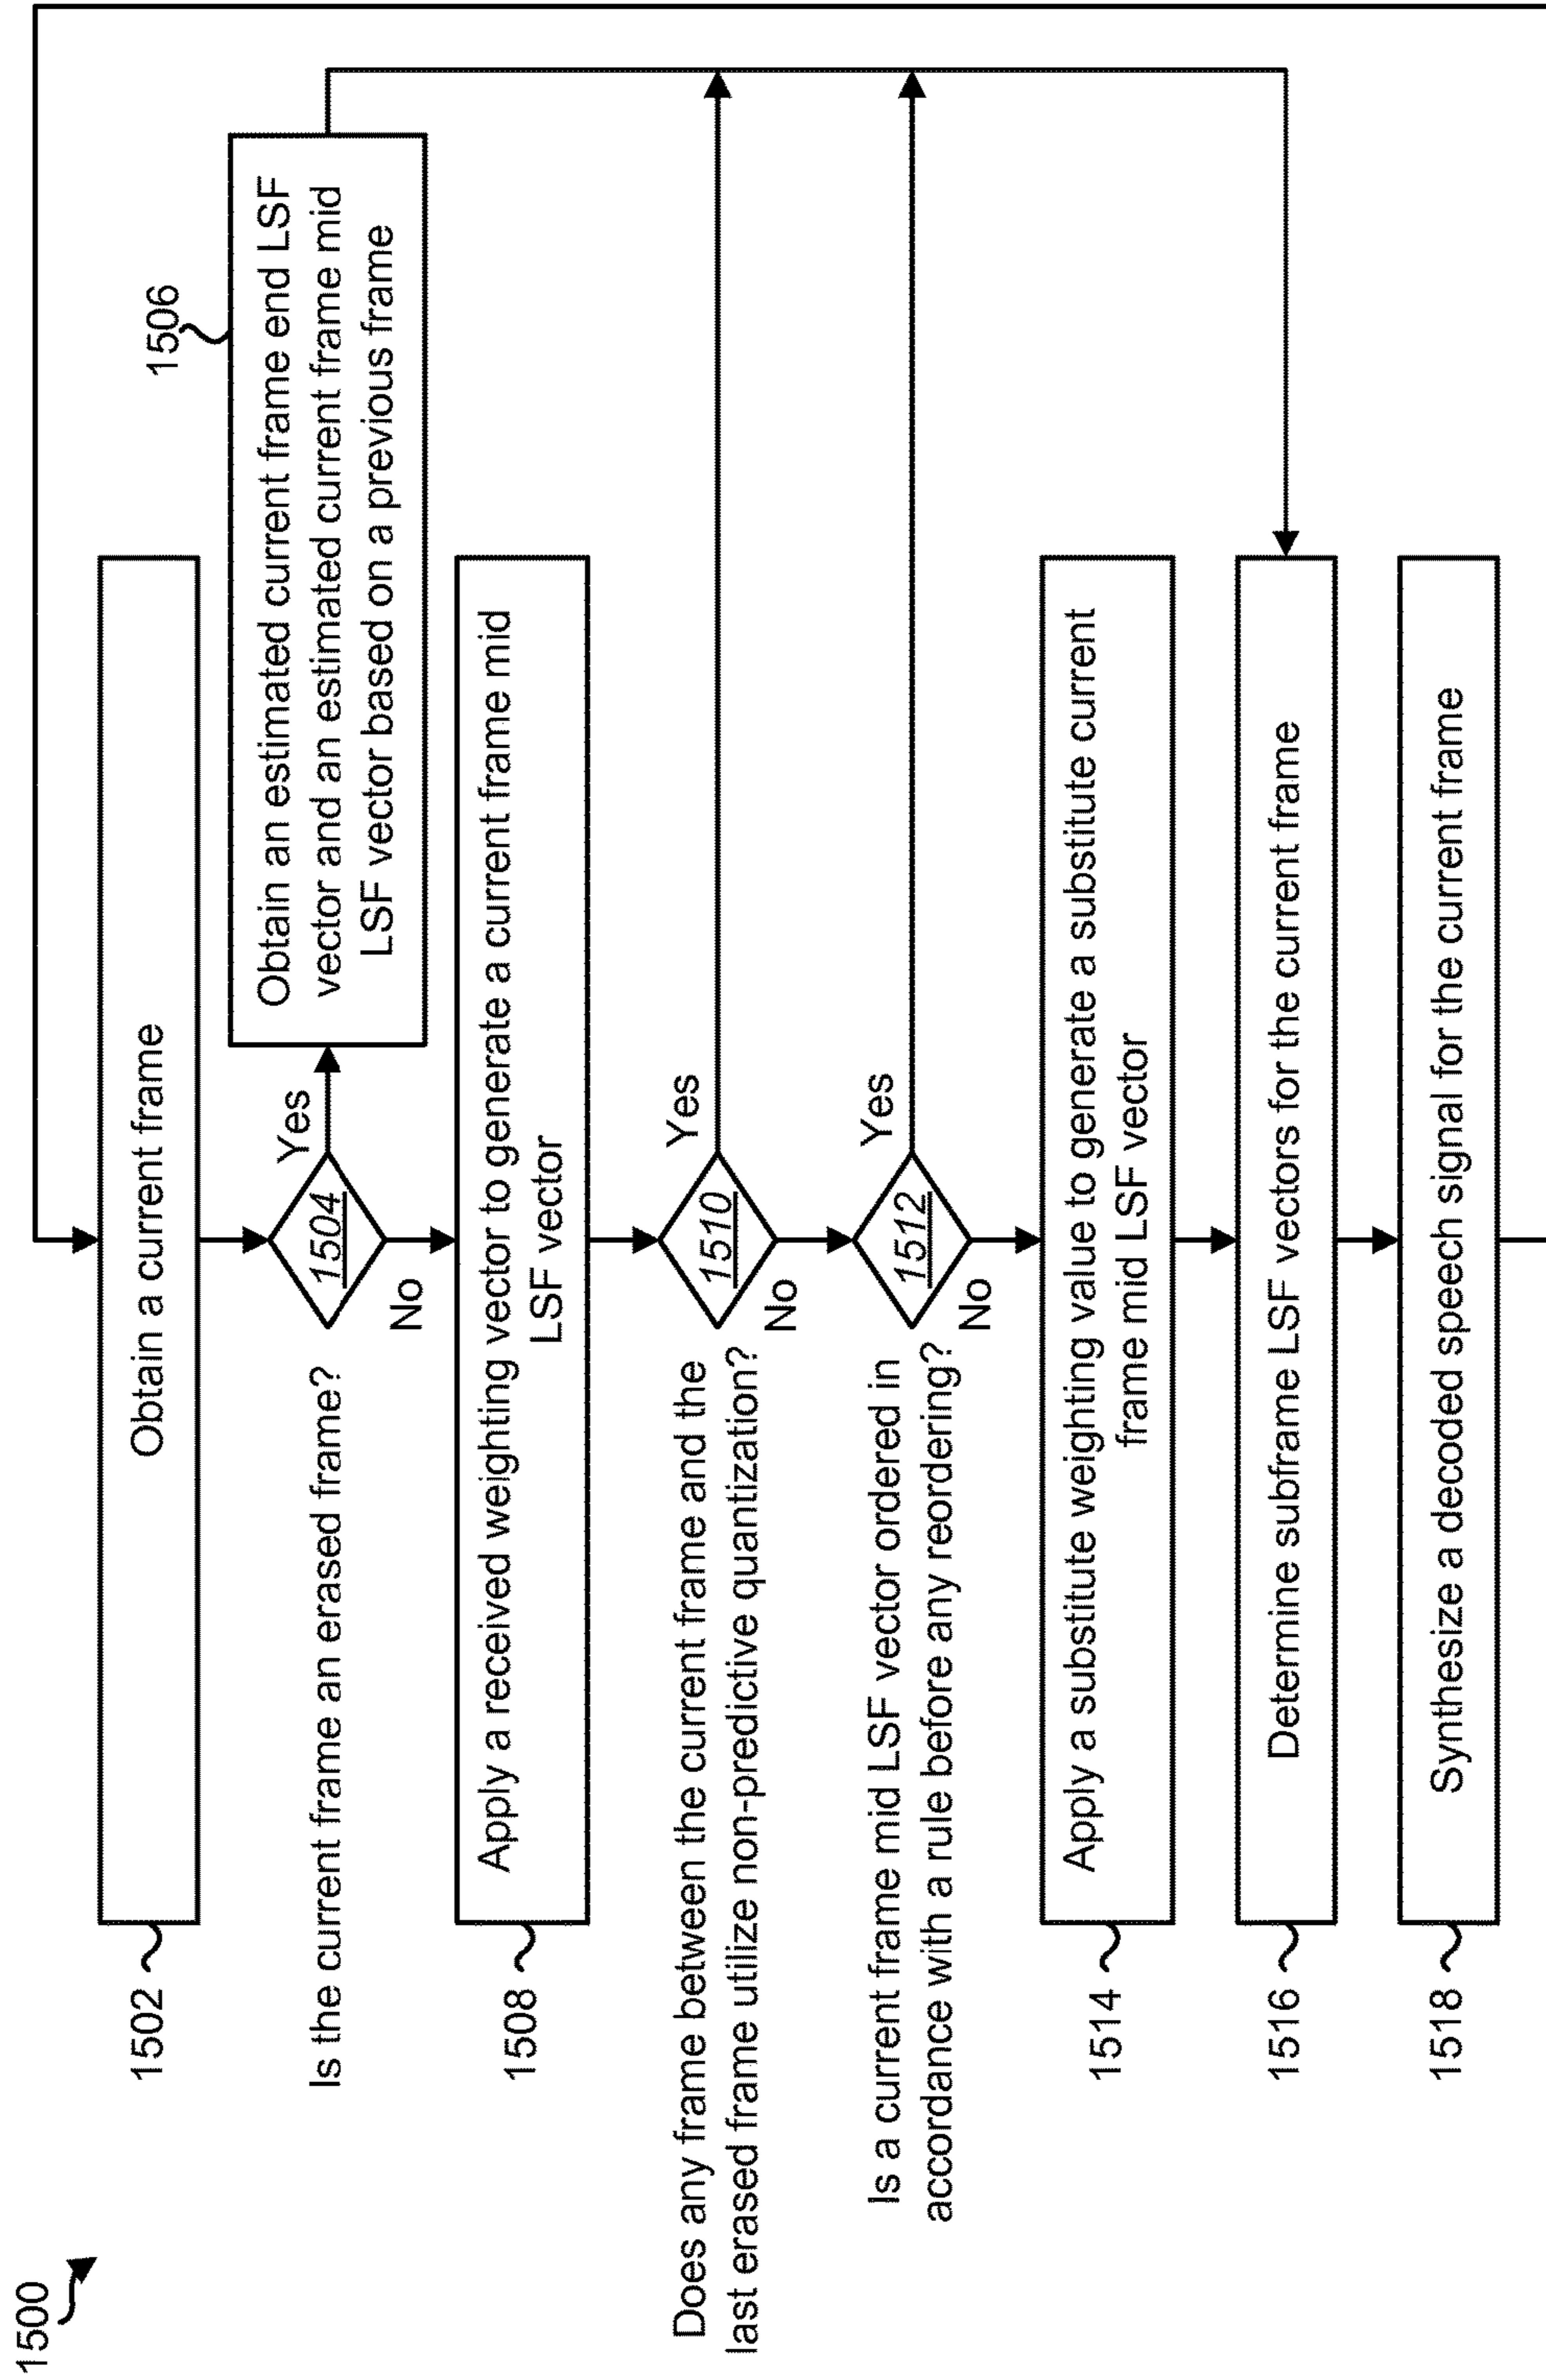 1500
1502
Obtain a current frame
Is the current frame an erased frame?
1504
Yes
No
1506
Obtain an estimated current frame end LSF
vector and an estimated current frame mid
LSF vector based on a previous frame
1508
Apply a received weighting vector to generate a current frame mid
LSF vector
Does any frame between the current frame and the
last erased frame utilize non-predictive quantization?
1510
Yes
No
Is a current frame mid LSF vector ordered in
accordance with a rule before any reordering?
1512
Yes
No
1514
Apply a substitute weighting value to generate a substitute current
frame mid LSF vector
1516
Determine subframe LSF vectors for the current frame
1518
Synthesize a decoded speech signal for the current frame